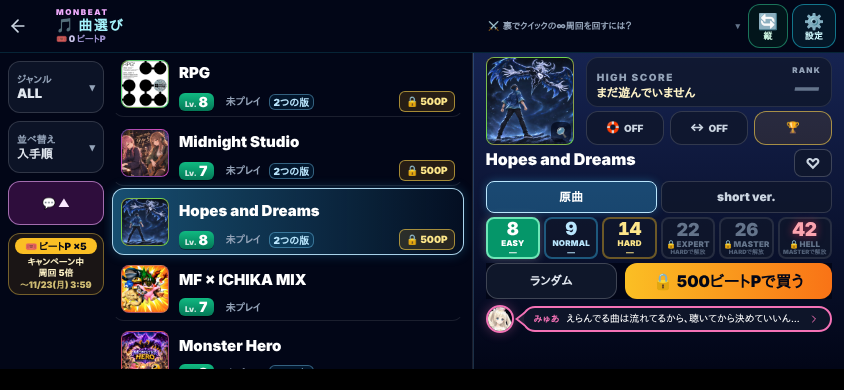 MONBEAT
🎵 曲選び
🎟️ 0 ビートP
⚔️ 裏でクイックの∞周回を回すには?
▼
🔄
縦
⚙️
設定
ジャンル
ALL
▼
並べ替え
入手順
▼
💬 ▲
🎟️ ビートP ×5
キャンペーン中
周回 5倍
〜11/23(月) 3:59
RPG
Lv. 8 未プレイ 2つの版 🔒 500P
Midnight Studio
Lv. 7 未プレイ 2つの版 🔒 500P
Hopes and Dreams
Lv. 8 未プレイ 2つの版 🔒 500P
MF × ICHIKA MIX
Lv. 7 未プレイ
Monster Hero
HIGH SCORE
まだ遊んでいません
RANK
OFF
↔ OFF
Hopes and Dreams
原曲
short ver.
8 EASY —
9 NORMAL —
14 HARD —
22 🔒EXPERT HARDで解放
26 🔒MASTER HARDで解放
42 🔒HELL MASTERで解放
ランダム
🔒 500ビートPで買う
みゅあ えらんでる曲は流れてるから、聴いてから決めていいん…